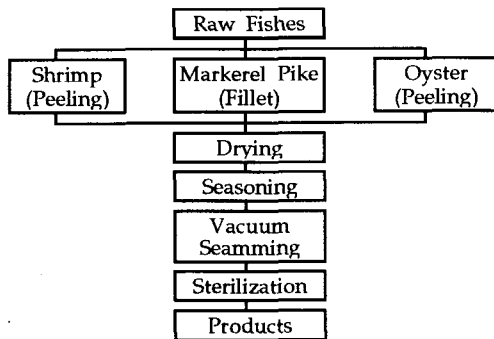 Raw Fishes
Shrimp
(Peeling)
Markerel Pike
(Fillet)
Oyster
(Peeling)
Drying
Seasoning
Vacuum
Seamming
Sterilization
Products